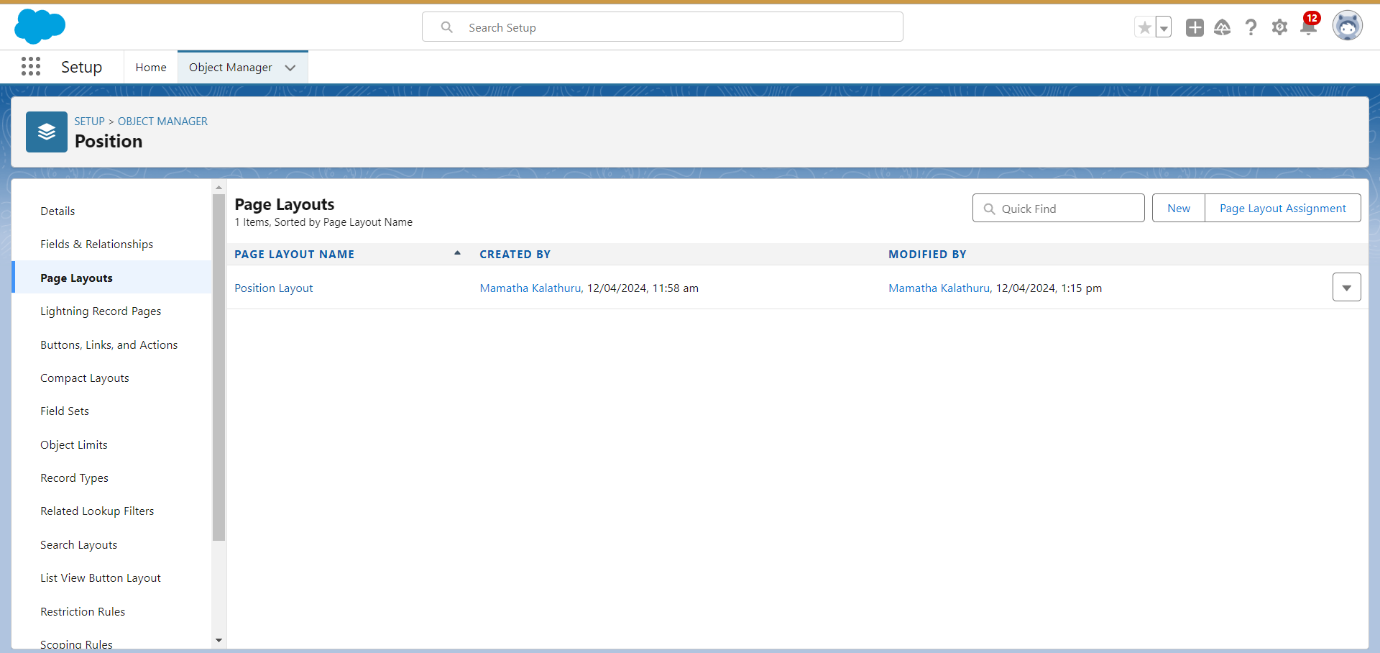 Search Setup
12
Setup
Home
Object Manager
SETUP > OBJECT MANAGER
Position
Details
Fields & Relationships
Page Layouts
Lightning Record Pages
Buttons, Links, and Actions
Compact Layouts
Field Sets
Object Limits
Record Types
Related Lookup Filters
Search Layouts
List View Button Layout
Restriction Rules
Scoping Rules
Page Layouts
1 Items, Sorted by Page Layout Name
Quick Find
New
Page Layout Assignment
PAGE LAYOUT NAME CREATED BY MODIFIED BY
Position Layout Mamatha Kalathuru, 12/04/2024, 11:58 am Mamatha Kalathuru, 12/04/2024, 1:15 pm